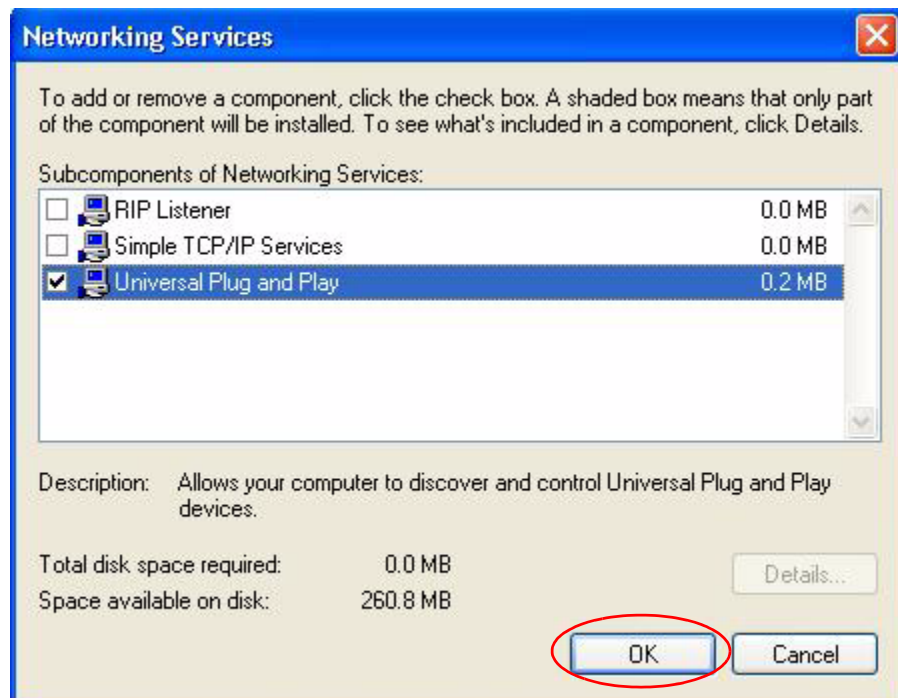 Networking Services
To add or remove a component, click the check box. A shaded box means that only part
of the component will be installed. To see what's included in a component, click Details.
Subcomponents of Networking Services:
RIP Listener 0.0 MB
Simple TCP/IP Services 0.0 MB
Universal Plug and Play 0.2 MB
Description: Allows your computer to discover and control Universal Plug and Play
devices.
Total disk space required: 0.0 MB
Space available on disk: 260.8 MB
Details...
OK Cancel